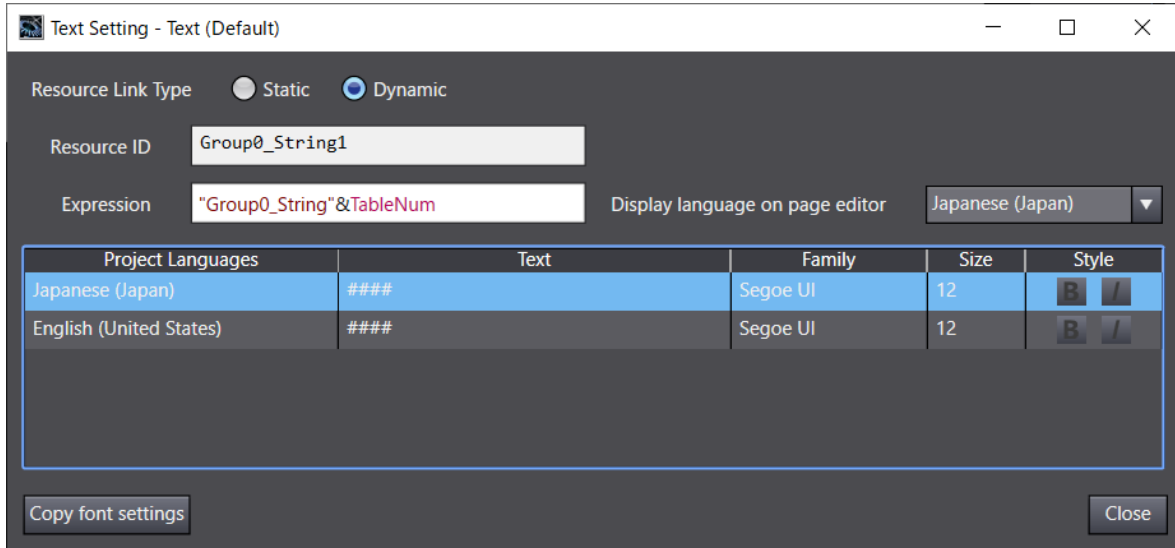 Text Setting - Text (Default)
Resource Link Type Static Dynamic
Resource ID Group0_String1
Expression "Group0_String"&TableNum Display language on page editor Japanese (Japan)
Project Languages Text Family Size Style
Japanese (Japan) #### Segoe UI 12 B I
English (United States) #### Segoe UI 12 B I
Copy font settings Close